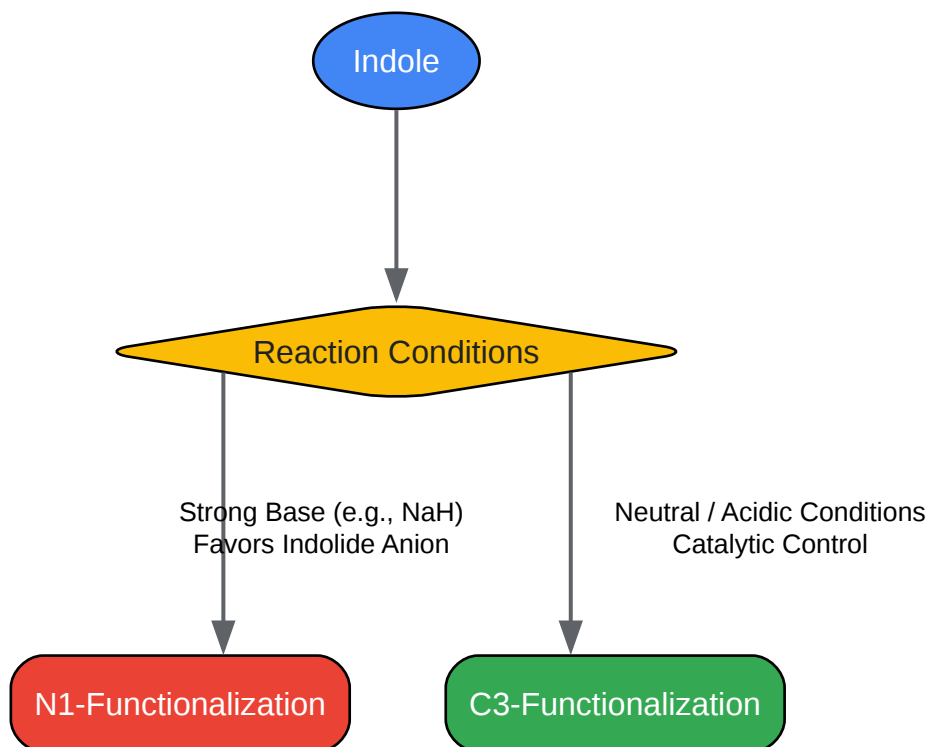 Indole
Reaction Conditions
Strong Base (e.g., NaH)
Favors Indolide Anion
Neutral / Acidic Conditions
Catalytic Control
N1-Functionalization
C3-Functionalization